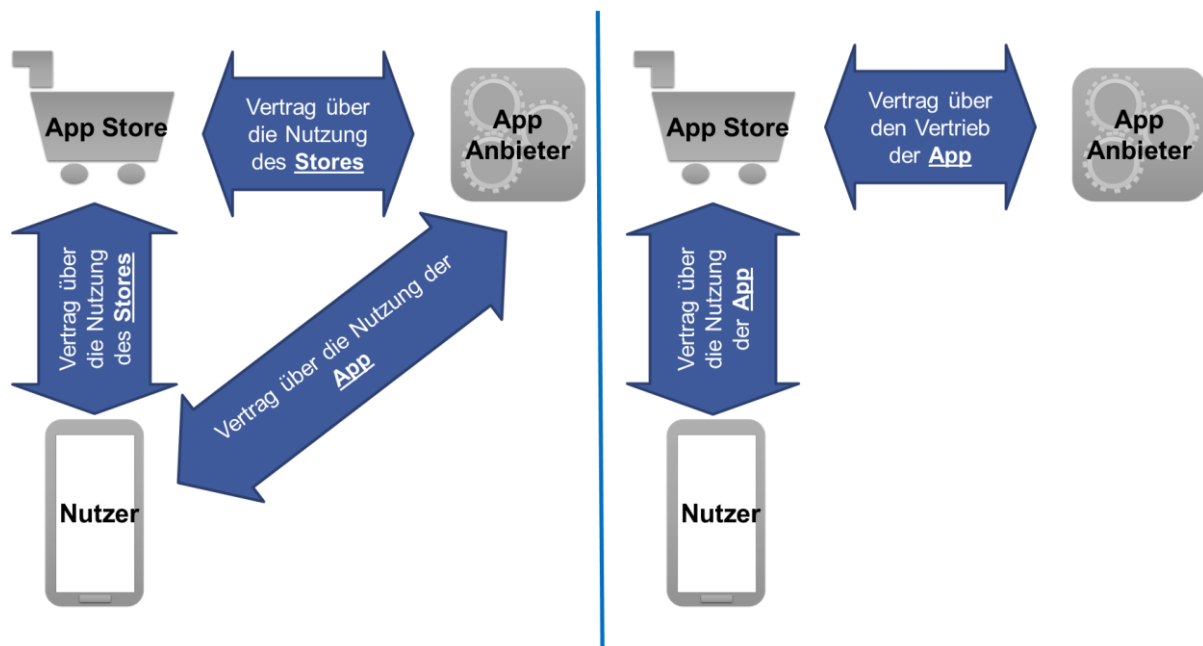 App Store
Vertrag über
die Nutzung
des Stores
App
Anbieter
Vertrag über
die Nutzung
des Stores
Vertrag über die Nutzung der
App
Nutzer
App Store
Vertrag über
den Vertrieb
der App
App
Anbieter
Vertrag über
die Nutzung
der App
Nutzer